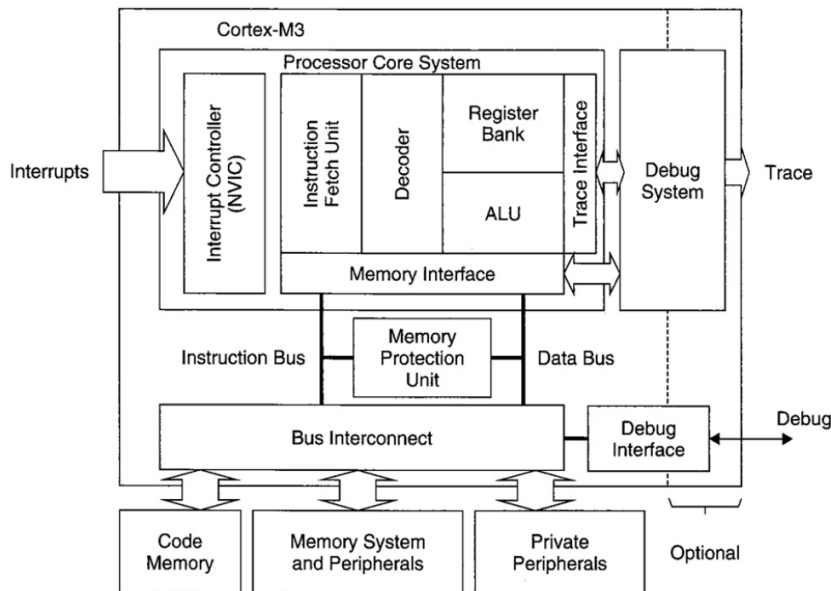 Cortex-M3
Processor Core System
Interrupts
Interrupt Controller
(NVIC)
Instruction
Fetch Unit
Decoder
Register
Bank
ALU
Trace Interface
Memory Interface
Debug
System
Trace
Instruction Bus
Memory
Protection
Unit
Data Bus
Bus Interconnect
Debug
Interface
Debug
Code
Memory
Memory System
and Peripherals
Private
Peripherals
Optional